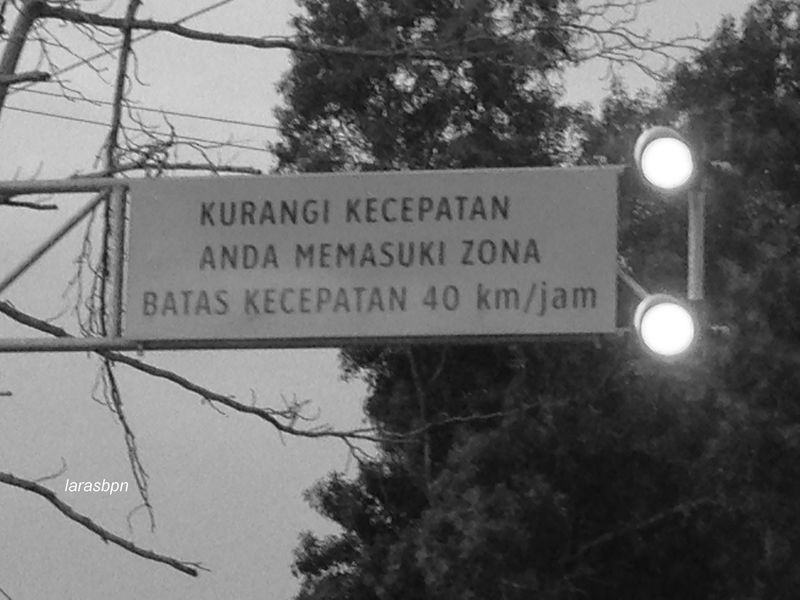 KURANGI KECEPATAN
ANDA MEMASUKI ZONA
BATAS KECEPATAN 40 km/jam
larasbpn